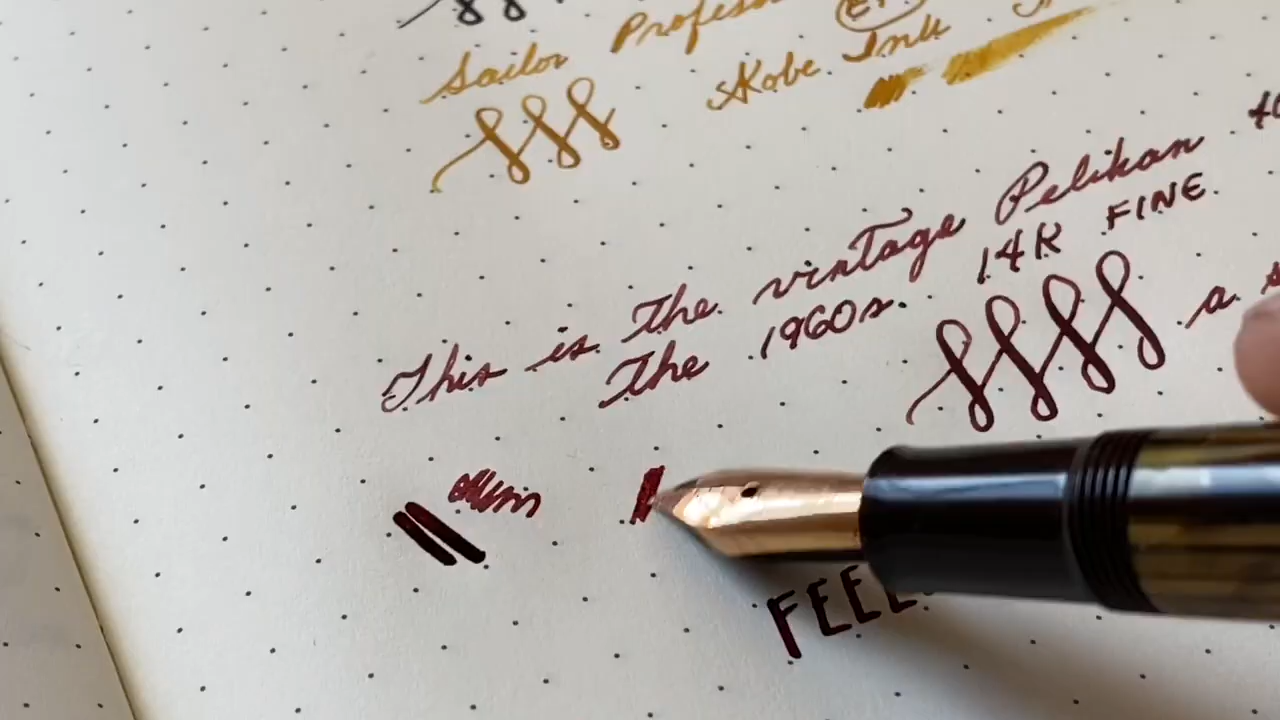 Sailor
Kobe Ink
This is the vintage Pelikan
the 1960s. 14K FINE
a
FEEL